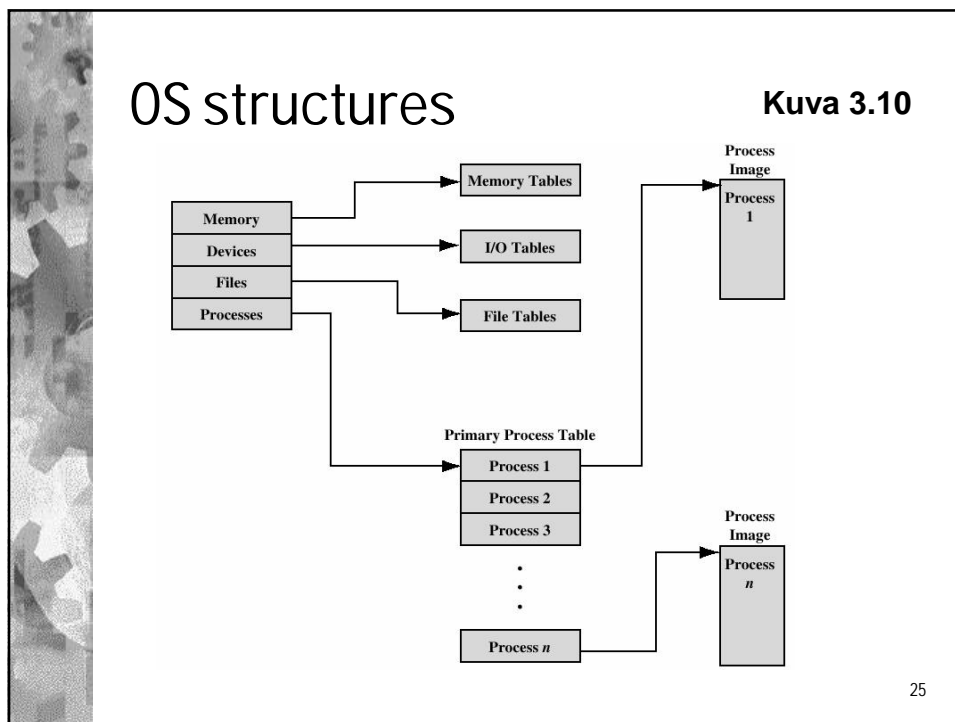 OS structures
Kuva 3.10
Memory
Devices
Files
Processes
Memory Tables
I/O Tables
File Tables
Primary Process Table
Process 1
Process 2
Process 3
Process n
Process
Image
Process
1
Process
Image
Process
n
25